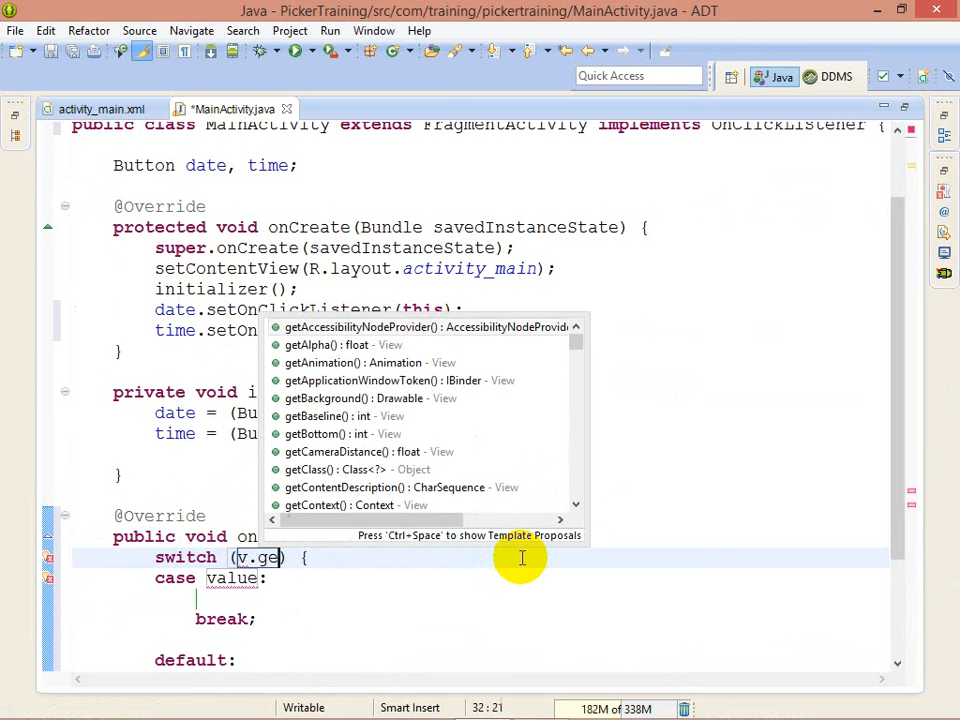 Java - PickerTraining/src/com/training/pickertraining/MainActivity.java - ADT
File Edit Refactor Source Navigate Search Project Run Window Help
Quick Access
Java
DDMS
activity_main.xml
*MainActivity.java
public class MainActivity extends FragmentActivity implements OnClickListener {
Button date, time;
@Override
protected void onCreate(Bundle savedInstanceState) {
super.onCreate(savedInstanceState);
setContentView(R.layout.activity_main);
initializer();
date.setOnClickListener(this);
time.setOn
}
private void i
date = (Bu
time = (Bu
}
@Override
public void on
switch (v.ge) {
case value:
break;
default:
getAccessibilityNodeProvider() : AccessibilityNodeProvide
getAlpha() : float - View
getAnimation() : Animation - View
getApplicationWindowToken() : IBinder - View
getBackground() : Drawable - View
getBaseline() : int - View
getBottom() : int - View
getCameraDistance() : float - View
getClass() : Class<?> - Object
getContentDescription() : CharSequence - View
getContext() : Context - View
Press 'Ctrl+Space' to show Template Proposals
Writable
Smart Insert
32 : 21
182M of 338M